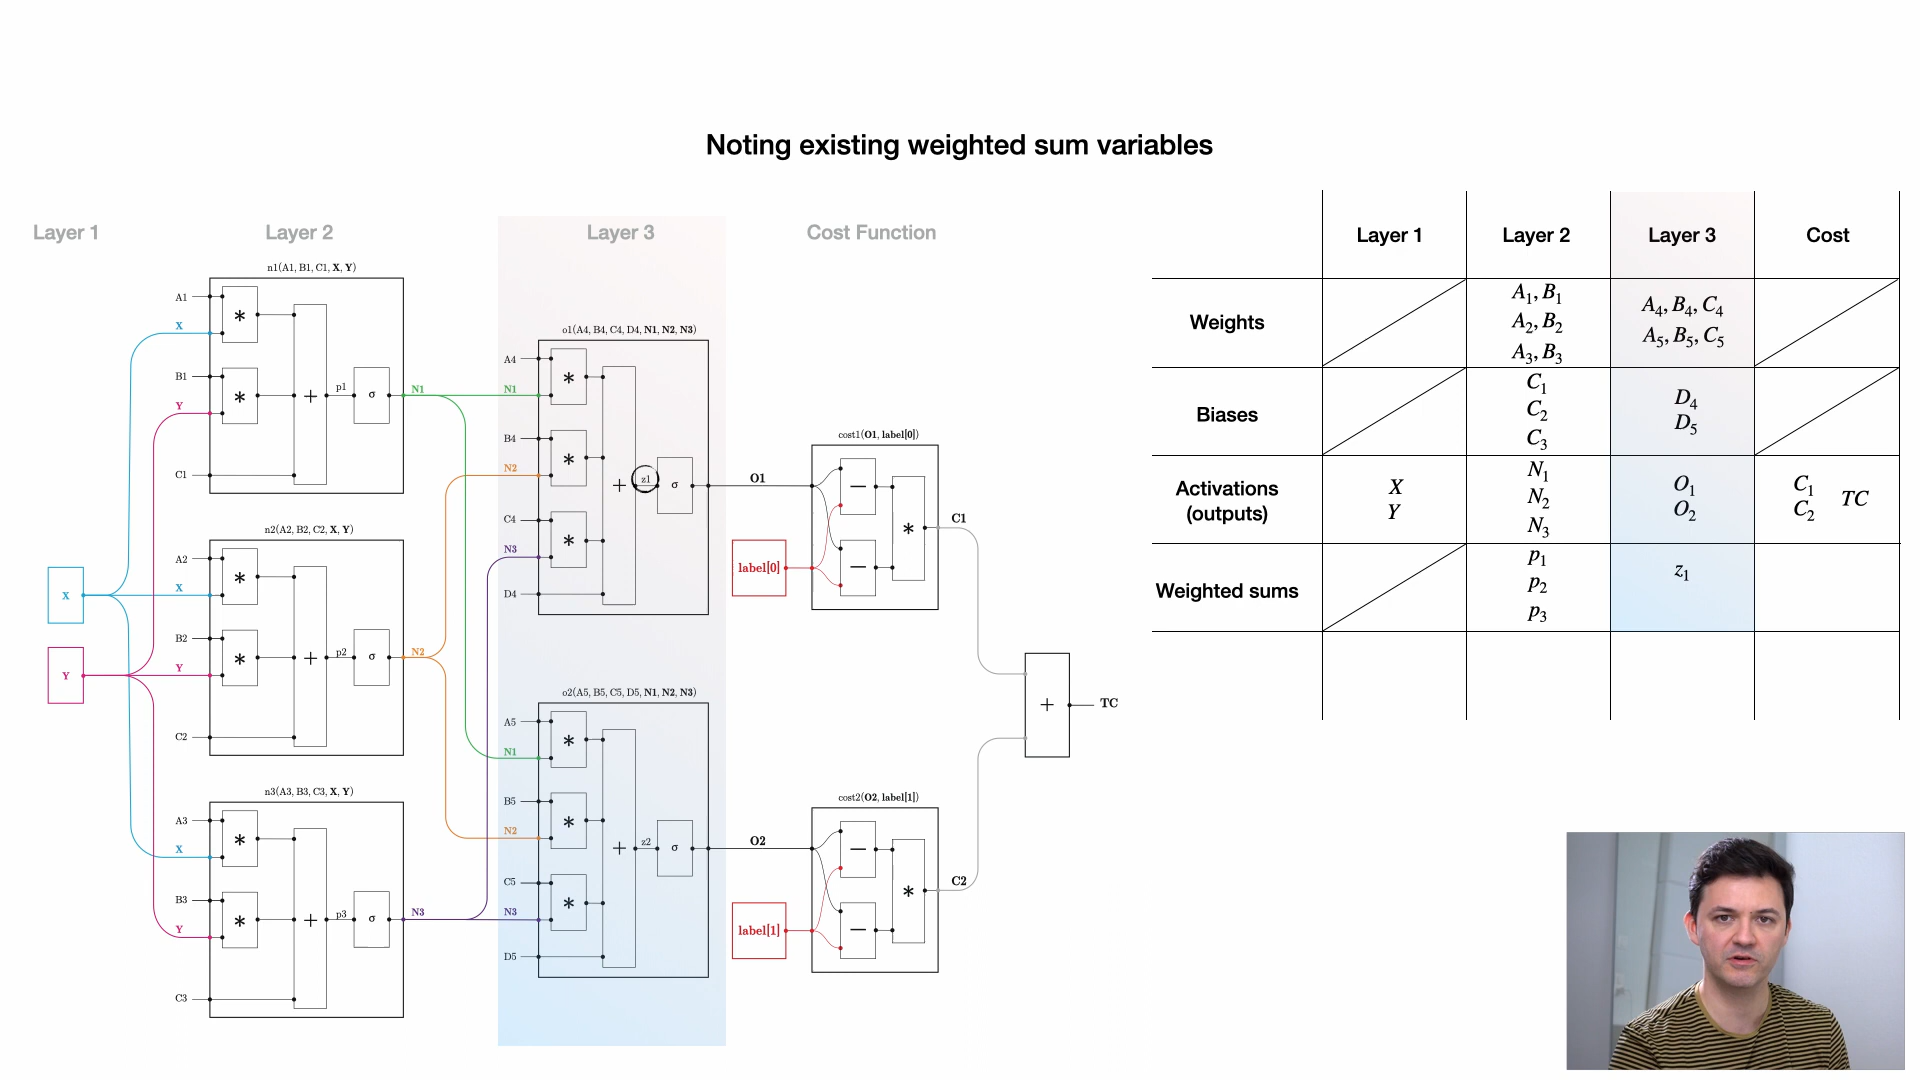 Noting existing weighted sum variables
Layer 1
Layer 2
Layer 3
Cost Function
n1(A1, B1, C1, X, Y)
A1
X
*
B1
Y
*
+
p1
σ
N1
C1
n2(A2, B2, C2, X, Y)
A2
X
*
B2
Y
*
+
p2
σ
N2
C2
n3(A3, B3, C3, X, Y)
A3
X
*
B3
Y
*
+
p3
σ
N3
C3
X
Y
o1(A4, B4, C4, D4, N1, N2, N3)
A4
N1
*
B4
N2
*
C4
N3
*
D4
+
z1
σ
O1
o2(A5, B5, C5, D5, N1, N2, N3)
A5
N1
*
B5
N2
*
C5
N3
*
D5
+
z2
σ
O2
cost1(O1, label[0])
label[0]
−
−
*
C1
cost2(O2, label[1])
label[1]
−
−
*
C2
+
TC
Layer 1 Layer 2 Layer 3 Cost
Weights
A₁, B₁
A₂, B₂
A₃, B₃
A₄, B₄, C₄
A₅, B₅, C₅
Biases
C₁
C₂
C₃
D₄
D₅
Activations
(outputs)
X
Y
N₁
N₂
N₃
O₁
O₂
C₁
C₂
TC
Weighted sums
p₁
p₂
p₃
z₁